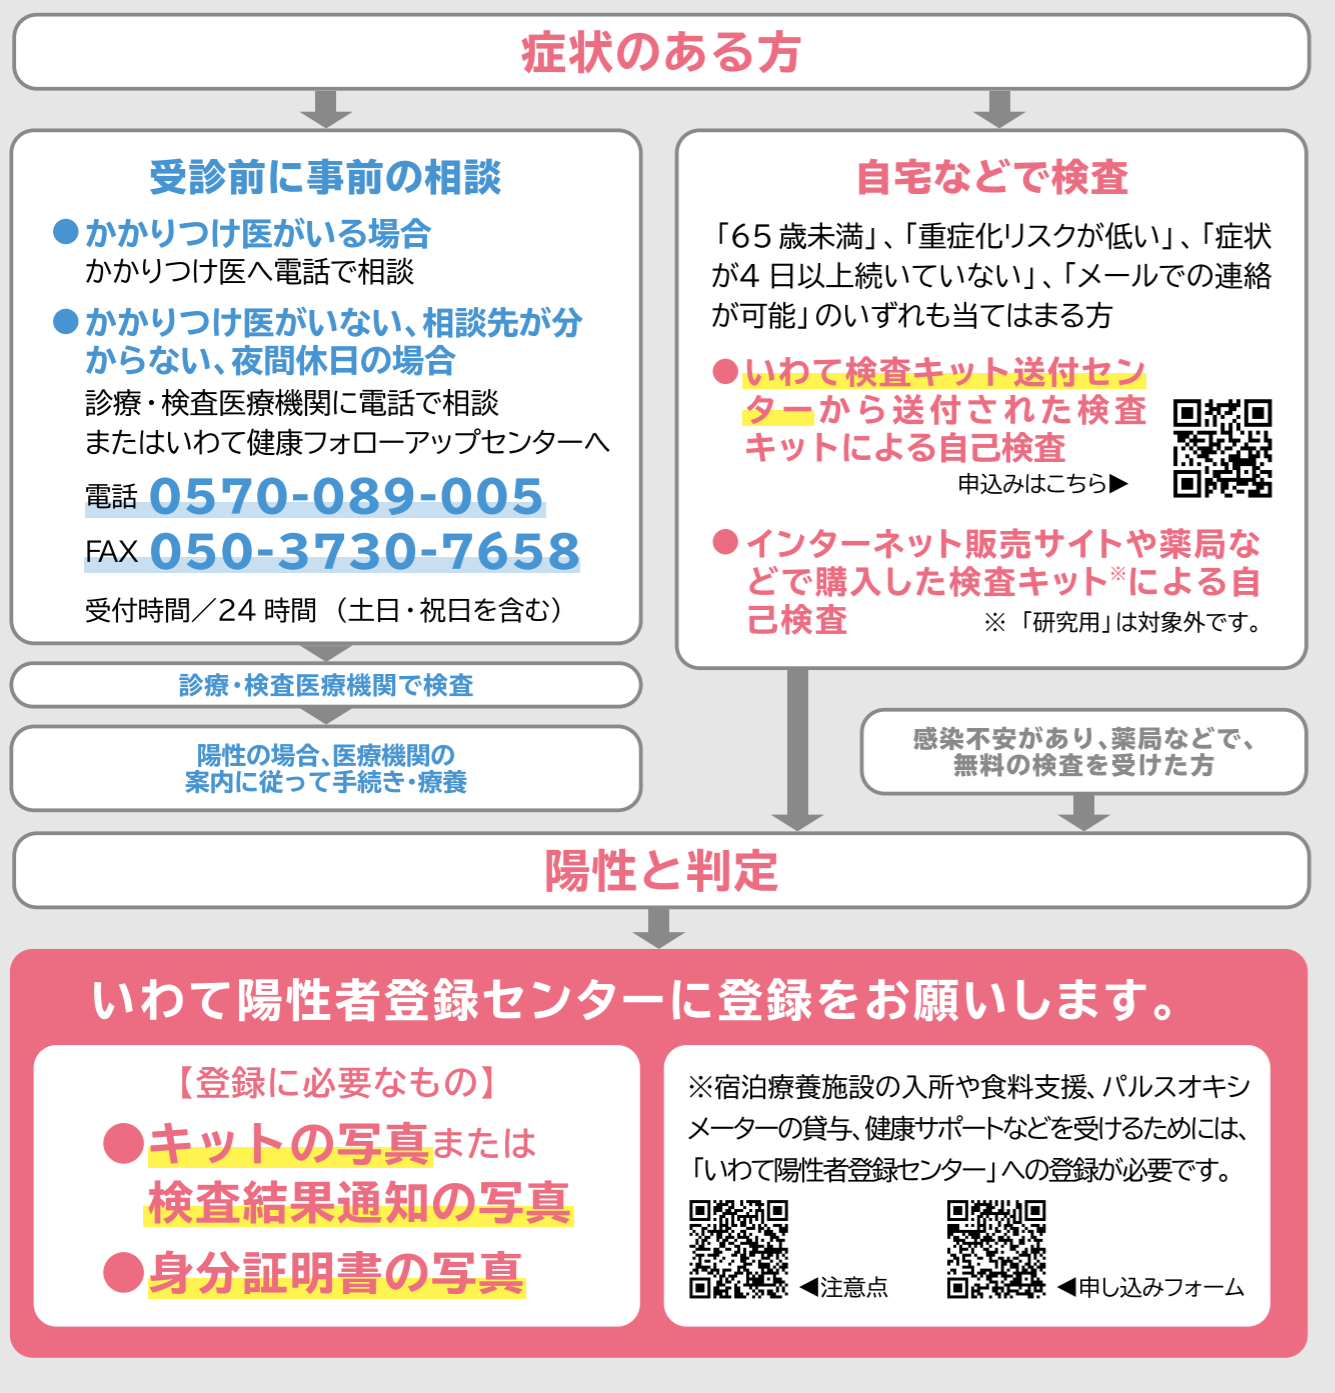 症状のある方
受診前に事前の相談
●かかりつけ医がいる場合
かかりつけ医へ電話で相談
●かかりつけ医がいない、相談先が分
からない、夜間休日の場合
診療・検査医療機関に電話で相談
またはいわて健康フォローアップセンターへ
電話 0570-089-005
FAX 050-3730-7658
受付時間／24 時間 （土日・祝日を含む）
診療・検査医療機関で検査
陽性の場合、医療機関の
案内に従って手続き・療養
自宅などで検査
「65 歳未満」、「重症化リスクが低い」、「症状
が4 日以上続いていない」、「メールでの連絡
が可能」のいずれも当てはまる方
●いわて検査キット送付セン
ターから送付された検査
キットによる自己検査
申込みはこちら▶
●インターネット販売サイトや薬局な
どで購入した検査キット※による自
己検査
※「研究用」は対象外です。
感染不安があり、薬局などで、
無料の検査を受けた方
陽性と判定
いわて陽性者登録センターに登録をお願いします。
【登録に必要なもの】
●キットの写真または
検査結果通知の写真
●身分証明書の写真
※宿泊療養施設の入所や食料支援、パルスオキシ
メーターの貸与、健康サポートなどを受けるためには、
「いわて陽性者登録センター」への登録が必要です。
◀注意点
◀申し込みフォーム